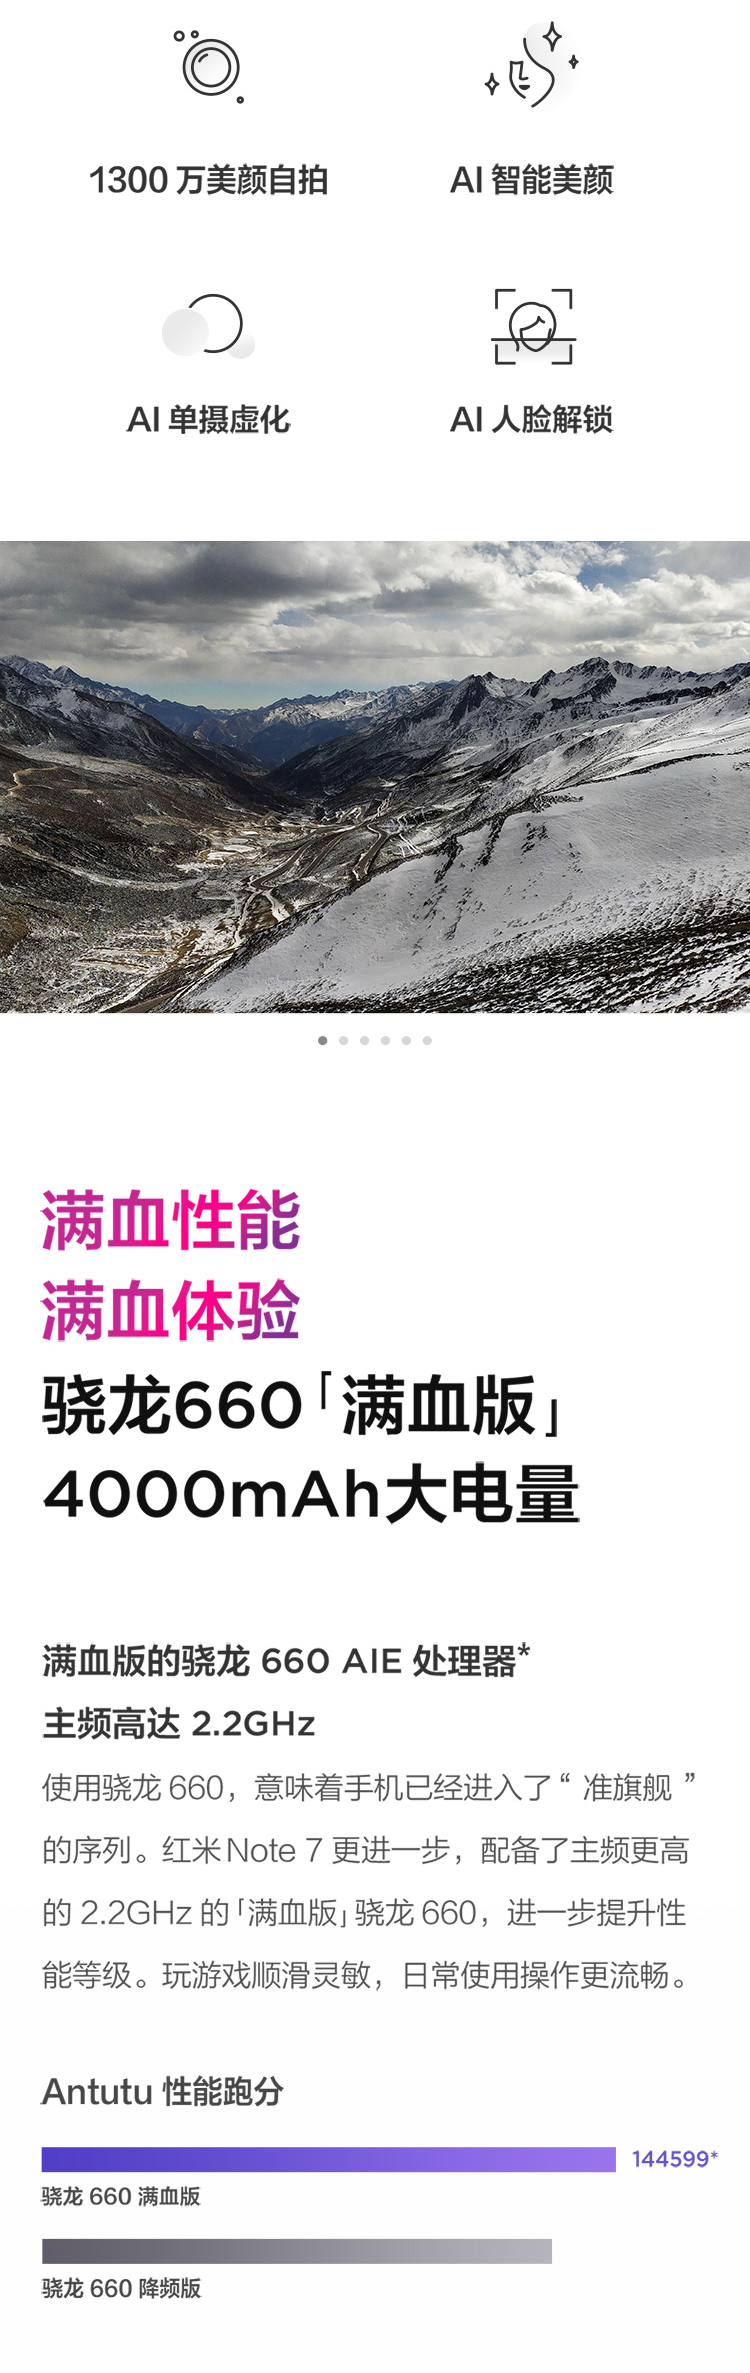 1300 万美颜自拍
AI 智能美颜
AI 单摄虚化
AI 人脸解锁
满血性能
满血体验
骁龙660「满血版」
4000mAh大电量
满血版的骁龙 660 AIE 处理器*
主频高达 2.2GHz
使用骁龙 660，意味着手机已经进入了“ 准旗舰 ”
的序列。红米 Note 7 更进一步，配备了主频更高
的 2.2GHz 的「满血版」骁龙 660，进一步提升性
能等级。玩游戏顺滑灵敏，日常使用操作更流畅。
Antutu 性能跑分
144599*
骁龙 660 满血版
骁龙 660 降频版